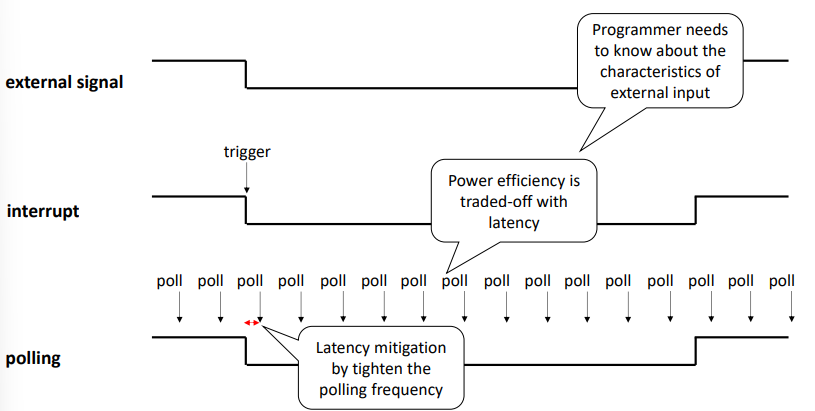 Programmer needs
to know about the
characteristics of
external input
external signal
trigger
interrupt
Power efficiency is
traded-off with
latency
poll poll poll poll poll poll poll poll poll poll poll poll poll poll poll poll
polling
Latency mitigation
by tighten the
polling frequency